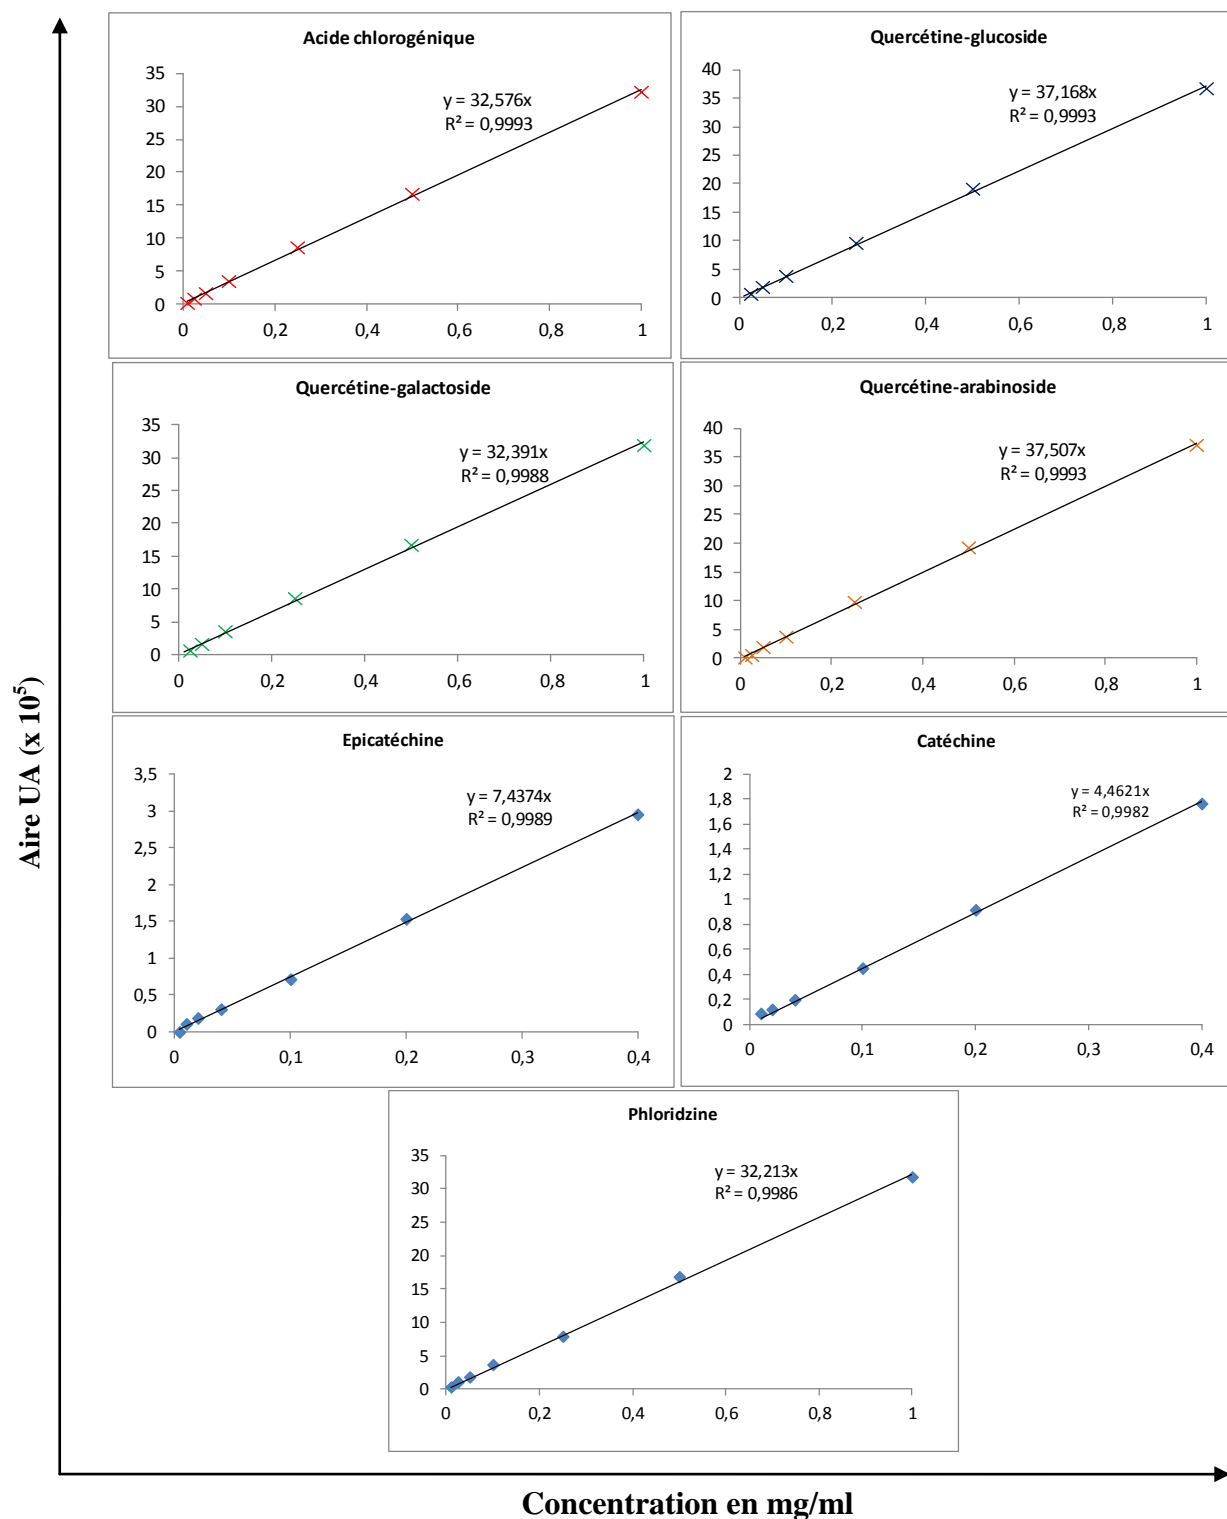 Acide chlorogénique
y = 32,576x
R² = 0,9993
35
30
25
20
15
10
5
0
0 0,2 0,4 0,6 0,8 1
Quercétine-glucoside
y = 37,168x
R² = 0,9993
40
35
30
25
20
15
10
5
0
0 0,2 0,4 0,6 0,8 1
Quercétine-galactoside
y = 32,391x
R² = 0,9988
35
30
25
20
15
10
5
0
0 0,2 0,4 0,6 0,8 1
Quercétine-arabinoside
y = 37,507x
R² = 0,9993
40
35
30
25
20
15
10
5
0
0 0,2 0,4 0,6 0,8 1
Epicatéchine
y = 7,4374x
R² = 0,9989
3,5
3
2,5
2
1,5
1
0,5
0
0 0,1 0,2 0,3 0,4
Catéchine
y = 4,4621x
R² = 0,9982
2
1,8
1,6
1,4
1,2
1
0,8
0,6
0,4
0,2
0
0 0,1 0,2 0,3 0,4
Phloridzine
y = 32,213x
R² = 0,9986
35
30
25
20
15
10
5
0
0 0,2 0,4 0,6 0,8 1
Aire UA (x 10⁵)
Concentration en mg/ml